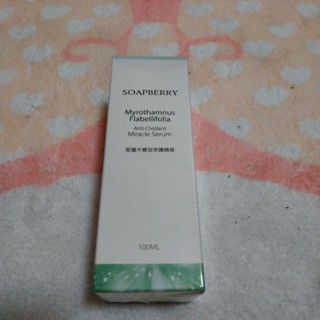 SOAPBERRY
Myrothamnus
Flabellifolia
Anti-Oxidant
Miracle Serum
100ML